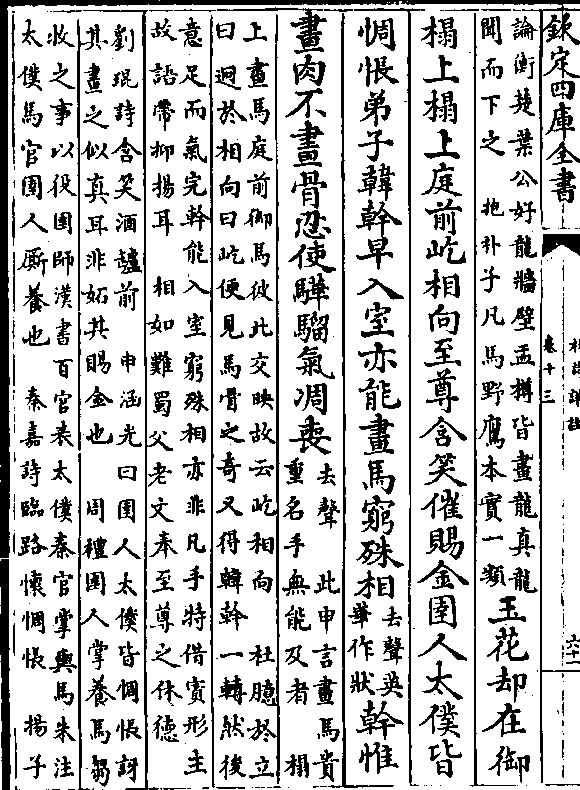 欽定四庫全書
杜詩詳註
卷十三
論衡楚葉公好龍牆壁盂樽皆畫龍真龍
聞而下之　抱朴子凡馬野鷹本實一類
玉花却在御
榻上榻上庭前屹相向至尊含笑催賜金圉人太僕皆
惆悵弟子韓幹早入室亦能畫馬窮殊相
去聲英
華作狀
幹惟
畫肉不畫骨忍使驊騮氣凋喪
去聲　此申言畫馬貴
重名手無能及者　榻
上畫馬庭前御馬彼此交映故云屹相向　杜臆於立
曰迥於相向曰屹便見馬骨之奇又得韓幹一轉然後
意足而氣完幹能入室窮殊相亦非凡手特借賓形主
故語帶抑揚耳　相如難蜀父老文奉至尊之休德
劉琨詩含笑酒壚前　申涵光曰圉人太僕皆惆悵訝
其畫之似真耳非妬其賜金也　周禮圉人掌養馬芻
牧之事以役圉師漢書百官表太僕秦官掌輿馬朱注
太僕馬官圉人厮養也　秦嘉詩臨路懷惆悵　揚子